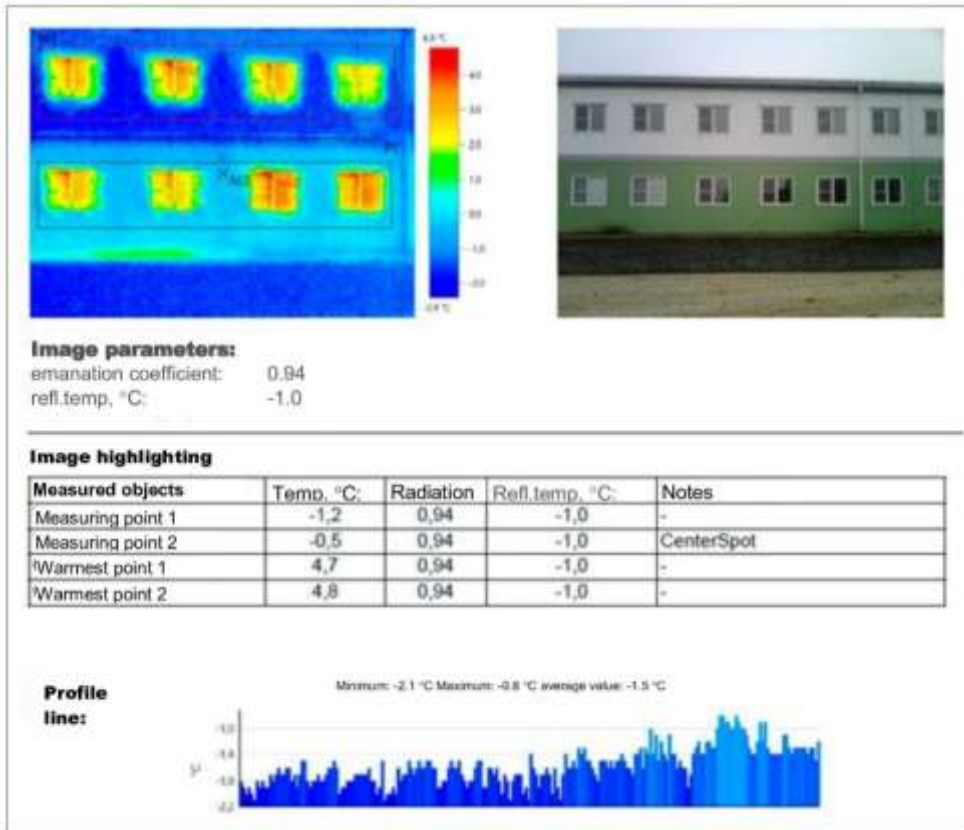 Image parameters:
emanation coefficient: 0.94
refl.temp, °C: -1.0
Image highlighting
Measured objects Temp, °C: Radiation Refl.temp, °C: Notes
Measuring point 1 -1,2 0,94 -1,0 -
Measuring point 2 -0,5 0,94 -1,0 CenterSpot
Warmest point 1 4,7 0,94 -1,0 -
Warmest point 2 4,8 0,94 -1,0 -
Profile
line:
Minimum: -2.1 °C Maximum: -0.8 °C average value: -1.5 °C